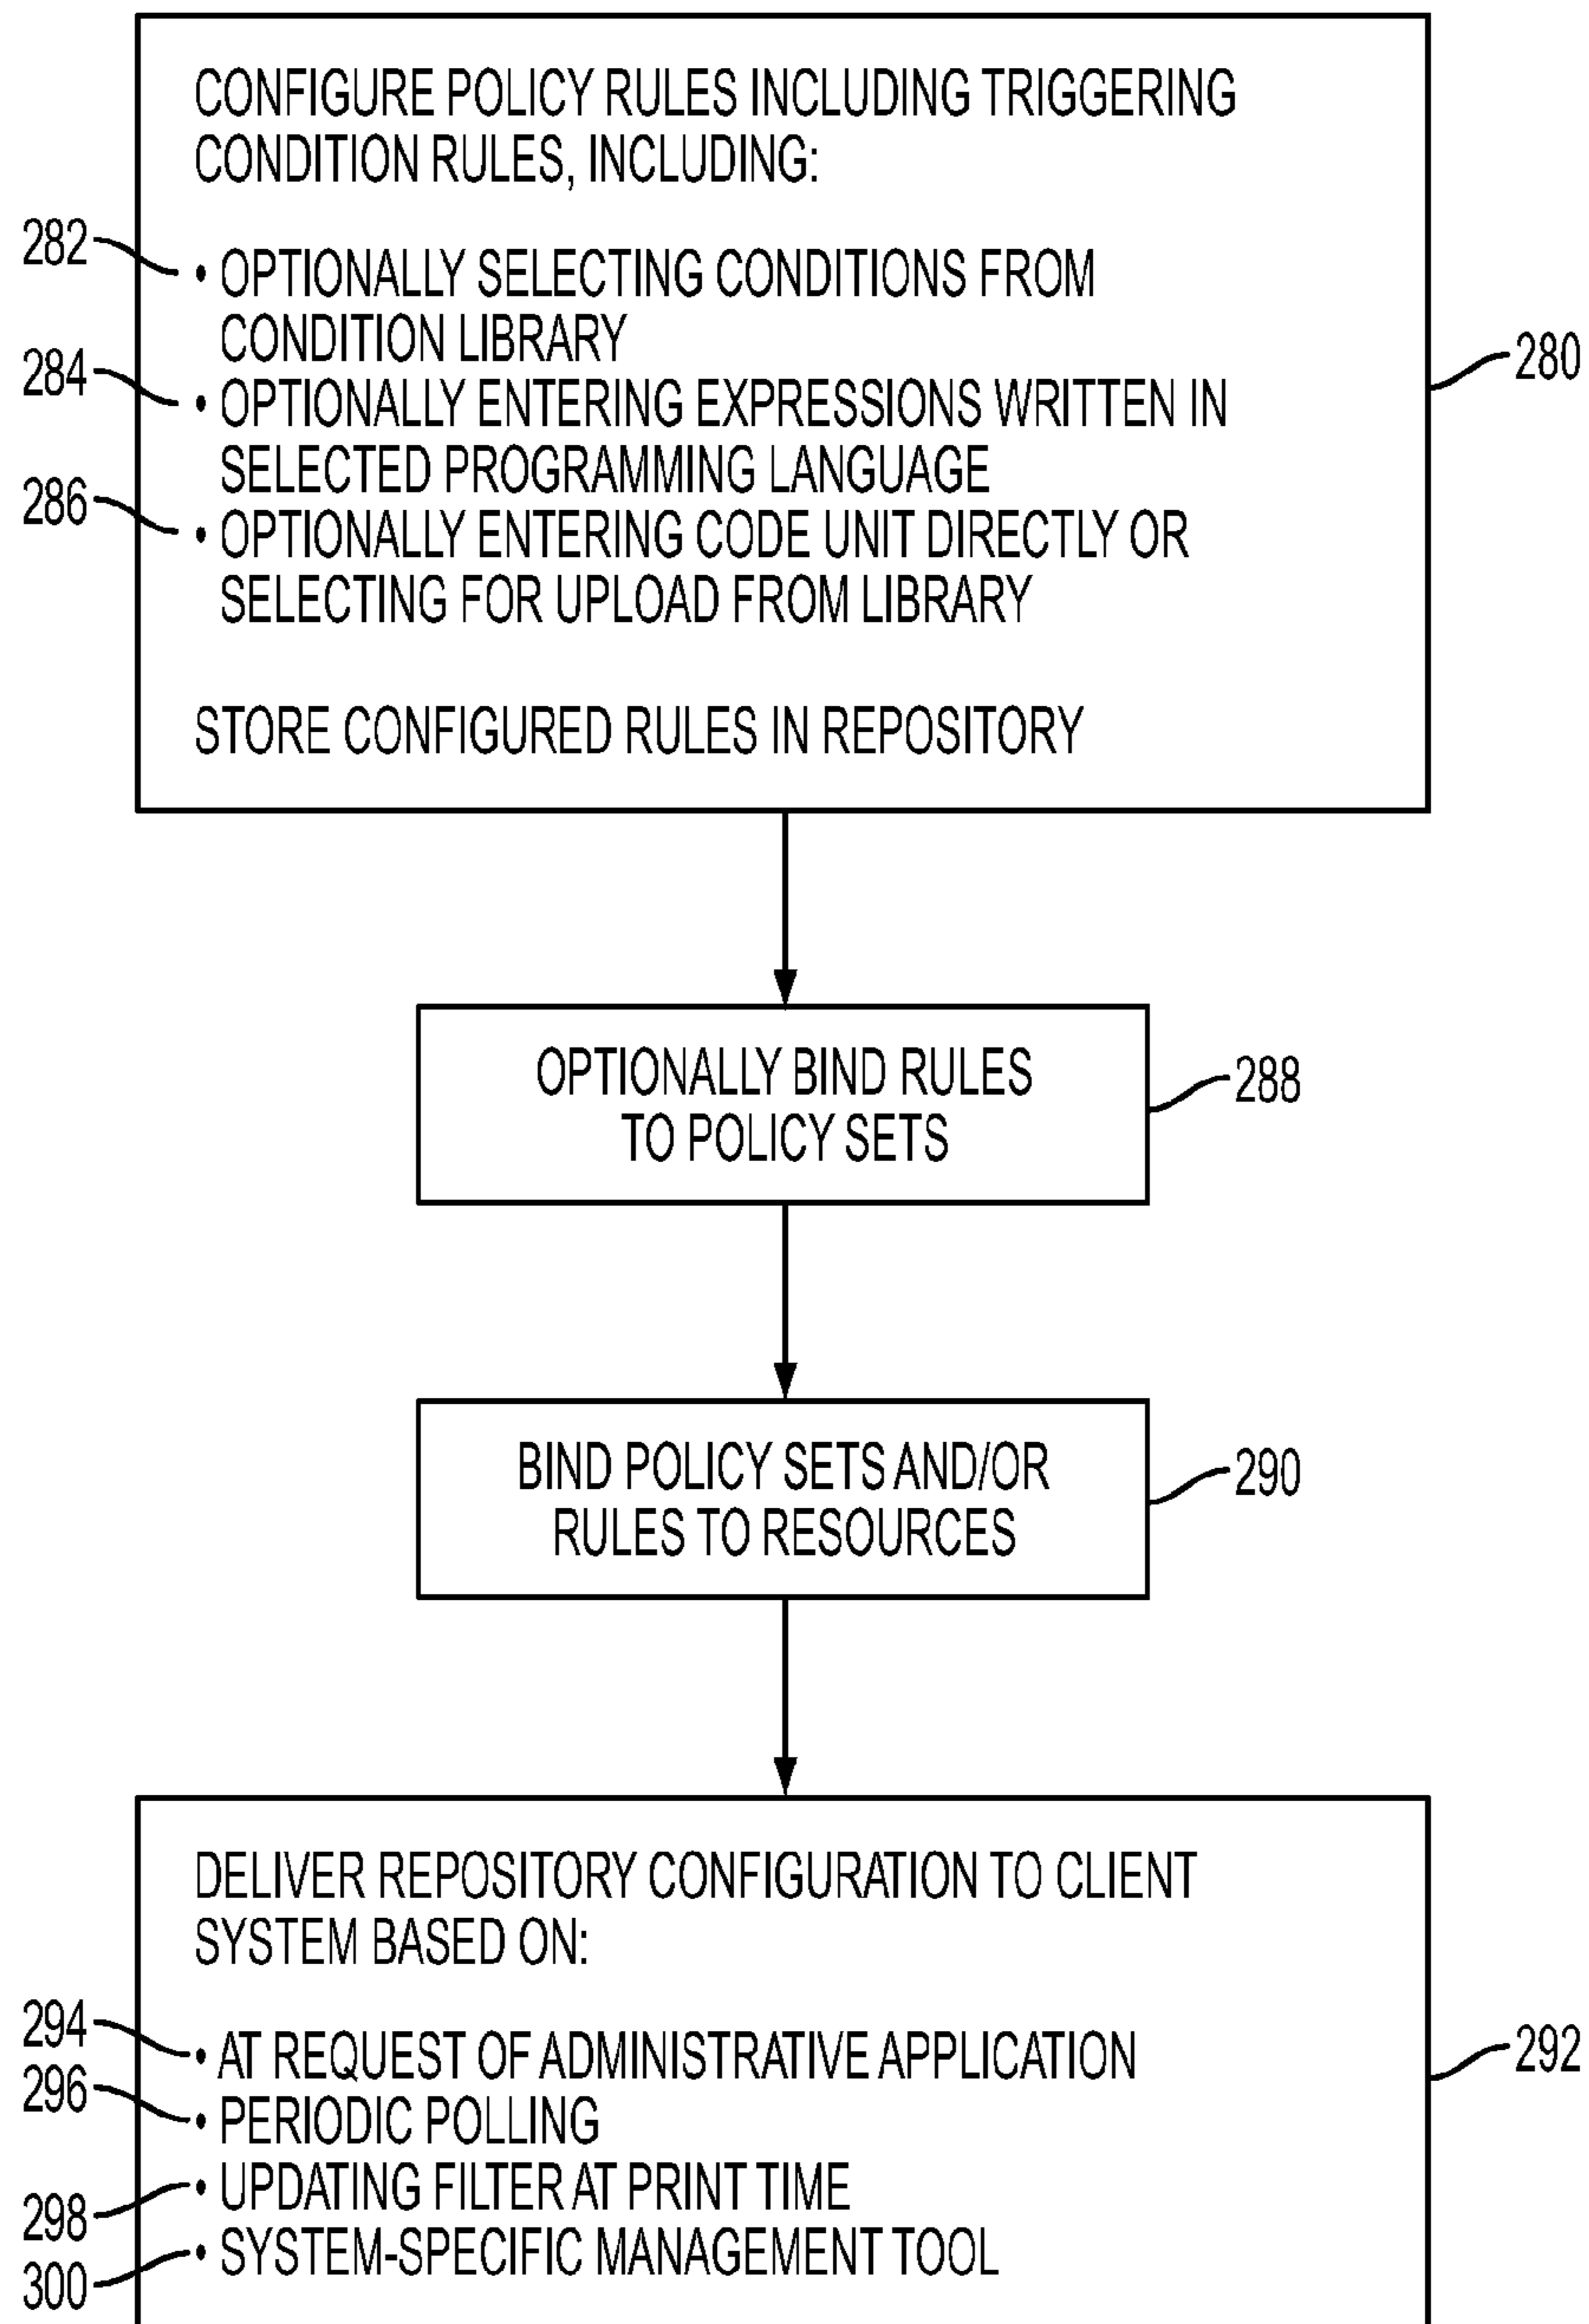 CONFIGURE POLICY RULES INCLUDING TRIGGERING
CONDITION RULES, INCLUDING:
282
• OPTIONALLY SELECTING CONDITIONS FROM
CONDITION LIBRARY
284
• OPTIONALLY ENTERING EXPRESSIONS WRITTEN IN
SELECTED PROGRAMMING LANGUAGE
286
• OPTIONALLY ENTERING CODE UNIT DIRECTLY OR
SELECTING FOR UPLOAD FROM LIBRARY
STORE CONFIGURED RULES IN REPOSITORY
280
OPTIONALLY BIND RULES
TO POLICY SETS
288
BIND POLICY SETS AND/OR
RULES TO RESOURCES
290
DELIVER REPOSITORY CONFIGURATION TO CLIENT
SYSTEM BASED ON:
294
• AT REQUEST OF ADMINISTRATIVE APPLICATION
296
• PERIODIC POLLING
298
• UPDATING FILTER AT PRINT TIME
300
• SYSTEM-SPECIFIC MANAGEMENT TOOL
292